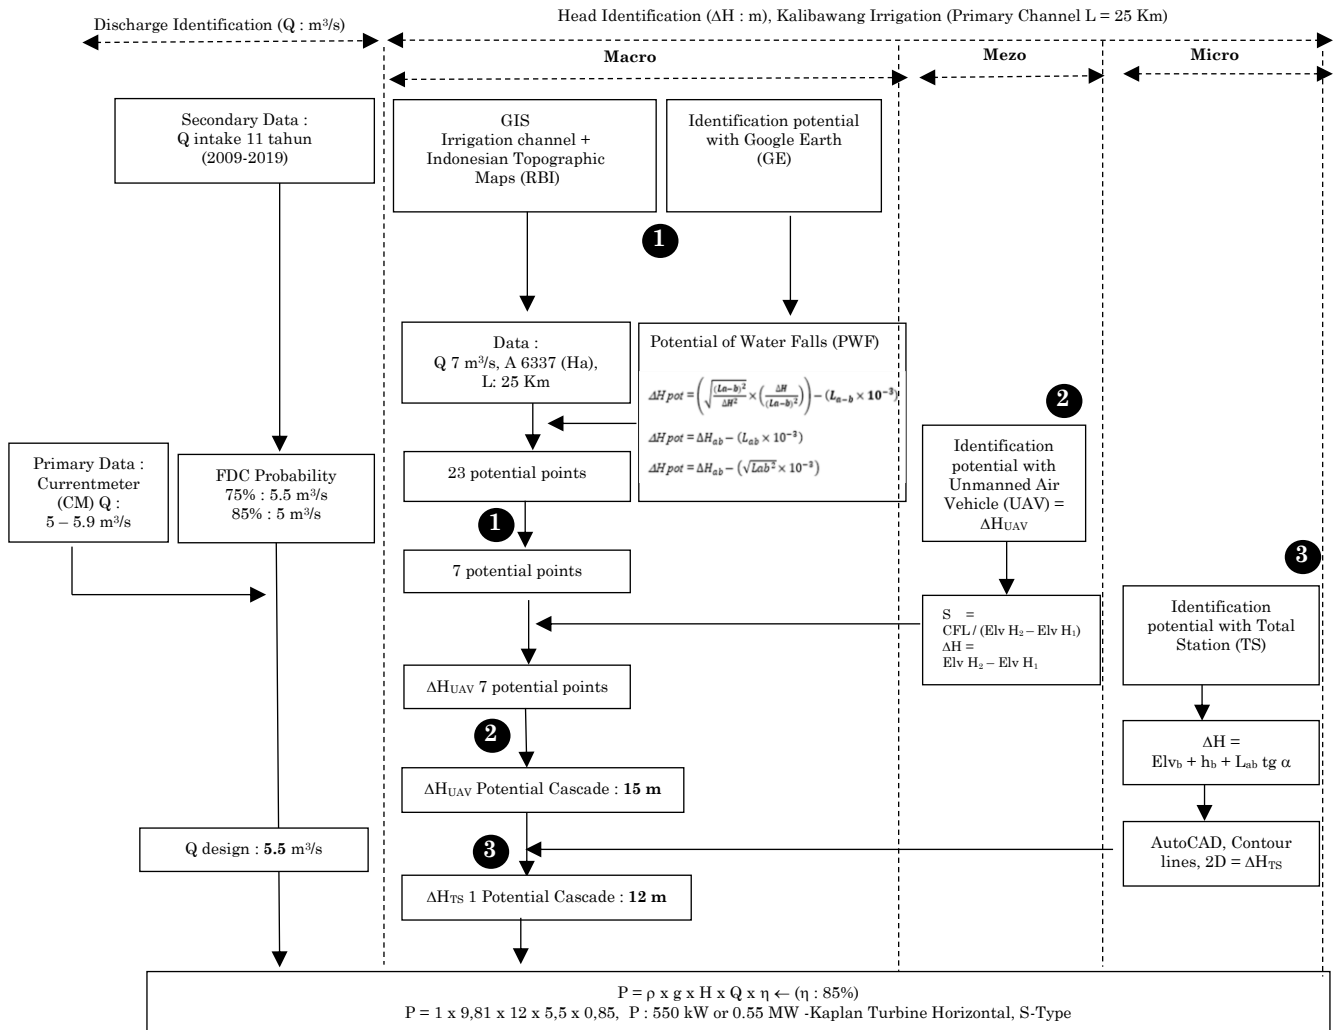 Discharge Identification (Q : m³/s)
Head Identification (ΔH : m), Kalibawang Irrigation (Primary Channel L = 25 Km)
Macro
Mezo
Micro
Secondary Data :
Q intake 11 tahun
(2009-2019)
GIS
Irrigation channel +
Indonesian Topographic
Maps (RBI)
Identification potential
with Google Earth
(GE)
1
Data :
Q 7 m³/s, A 6337 (Ha),
L: 25 Km
Potential of Water Falls (PWF)
ΔHpot = (√((La−b)²/ΔH²) × (ΔH/(La−b)²)) − (La−b × 10⁻³)
ΔHpot = ΔHab − (Lab × 10⁻³)
ΔHpot = ΔHab − (√Lab² × 10⁻³)
2
Primary Data :
Currentmeter
(CM) Q :
5 – 5.9 m³/s
FDC Probability
75% : 5.5 m³/s
85% : 5 m³/s
23 potential points
Identification
potential with
Unmanned Air
Vehicle (UAV) =
ΔHUAV
1
7 potential points
3
S =
CFL / (Elv H₂ – Elv H₁)
ΔH =
Elv H₂ – Elv H₁
Identification
potential with Total
Station (TS)
ΔHUAV 7 potential points
2
ΔH =
Elvb + hb + Lab tg α
ΔHUAV Potential Cascade : 15 m
Q design : 5.5 m³/s
3
AutoCAD, Contour
lines, 2D = ΔHTS
ΔHTS 1 Potential Cascade : 12 m
P = ρ x g x H x Q x η ← (η : 85%)
P = 1 x 9,81 x 12 x 5,5 x 0,85, P : 550 kW or 0.55 MW -Kaplan Turbine Horizontal, S-Type